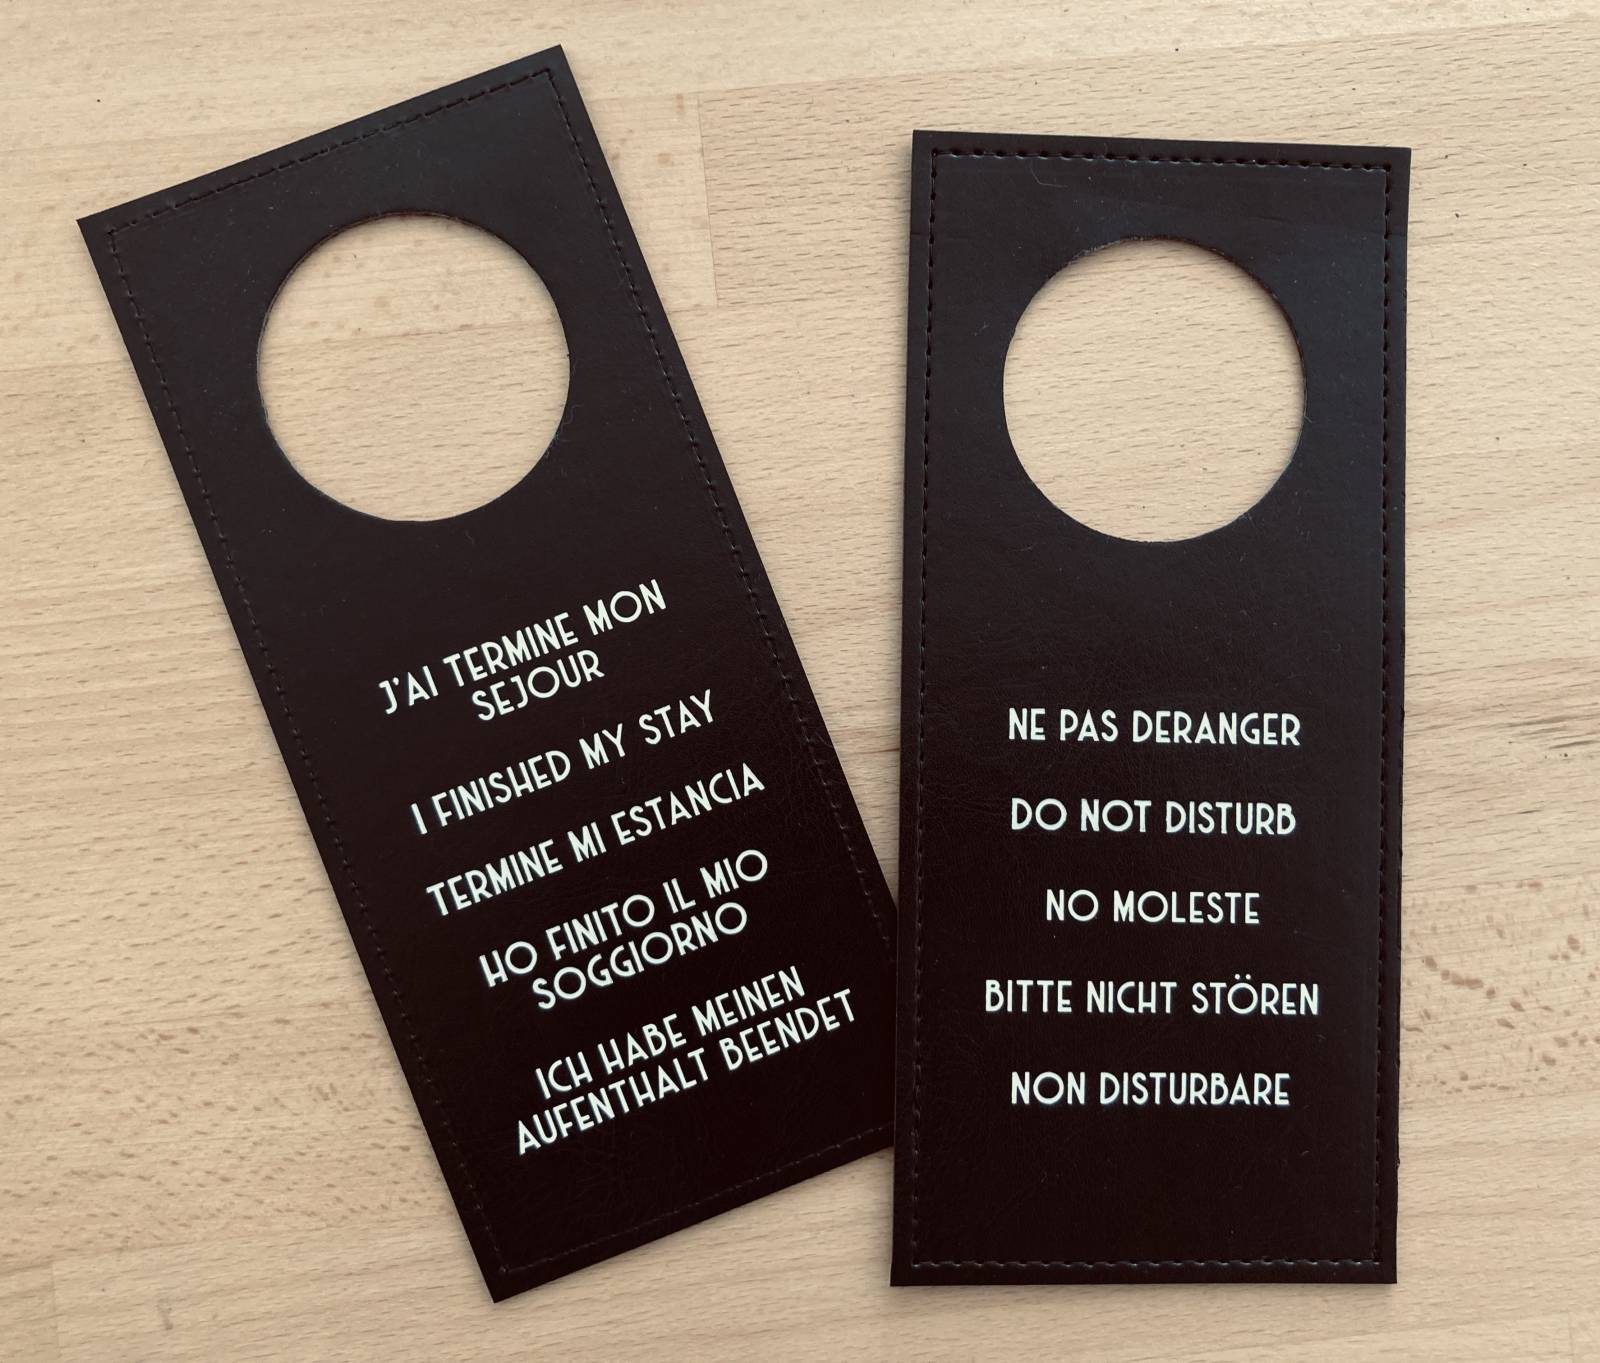 J'AI TERMINE MON
SEJOUR
I FINISHED MY STAY
TERMINE MI ESTANCIA
HO FINITO IL MIO
SOGGIORNO
ICH HABE MEINEN
AUFENTHALT BEENDET
NE PAS DERANGER
DO NOT DISTURB
NO MOLESTE
BITTE NICHT STÖREN
NON DISTURBARE